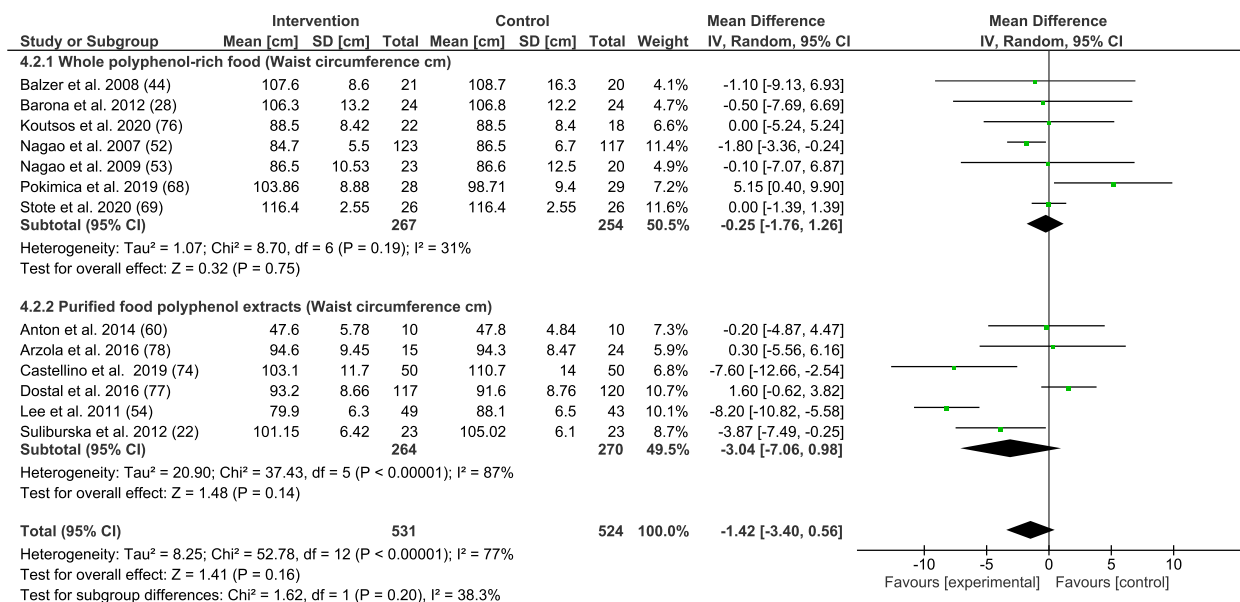 Intervention Control Mean Difference Mean Difference
Study or Subgroup Mean [cm] SD [cm] Total Mean [cm] SD [cm] Total Weight IV, Random, 95% CI IV, Random, 95% CI
4.2.1 Whole polyphenol-rich food (Waist circumference cm)
Balzer et al. 2008 (44) 107.6 8.6 21 108.7 16.3 20 4.1% -1.10 [-9.13, 6.93]
Barona et al. 2012 (28) 106.3 13.2 24 106.8 12.2 24 4.7% -0.50 [-7.69, 6.69]
Koutsos et al. 2020 (76) 88.5 8.42 22 88.5 8.4 18 6.6% 0.00 [-5.24, 5.24]
Nagao et al. 2007 (52) 84.7 5.5 123 86.5 6.7 117 11.4% -1.80 [-3.36, -0.24]
Nagao et al. 2009 (53) 86.5 10.53 23 86.6 12.5 20 4.9% -0.10 [-7.07, 6.87]
Pokimica et al. 2019 (68) 103.86 8.88 28 98.71 9.4 29 7.2% 5.15 [0.40, 9.90]
Stote et al. 2020 (69) 116.4 2.55 26 116.4 2.55 26 11.6% 0.00 [-1.39, 1.39]
Subtotal (95% CI) 267 254 50.5% -0.25 [-1.76, 1.26]
Heterogeneity: Tau² = 1.07; Chi² = 8.70, df = 6 (P = 0.19); I² = 31%
Test for overall effect: Z = 0.32 (P = 0.75)
4.2.2 Purified food polyphenol extracts (Waist circumference cm)
Anton et al. 2014 (60) 47.6 5.78 10 47.8 4.84 10 7.3% -0.20 [-4.87, 4.47]
Arzola et al. 2016 (78) 94.6 9.45 15 94.3 8.47 24 5.9% 0.30 [-5.56, 6.16]
Castellino et al. 2019 (74) 103.1 11.7 50 110.7 14 50 6.8% -7.60 [-12.66, -2.54]
Dostal et al. 2016 (77) 93.2 8.66 117 91.6 8.76 120 10.7% 1.60 [-0.62, 3.82]
Lee et al. 2011 (54) 79.9 6.3 49 88.1 6.5 43 10.1% -8.20 [-10.82, -5.58]
Suliburska et al. 2012 (22) 101.15 6.42 23 105.02 6.1 23 8.7% -3.87 [-7.49, -0.25]
Subtotal (95% CI) 264 270 49.5% -3.04 [-7.06, 0.98]
Heterogeneity: Tau² = 20.90; Chi² = 37.43, df = 5 (P < 0.00001); I² = 87%
Test for overall effect: Z = 1.48 (P = 0.14)
Total (95% CI) 531 524 100.0% -1.42 [-3.40, 0.56]
Heterogeneity: Tau² = 8.25; Chi² = 52.78, df = 12 (P < 0.00001); I² = 77%
Test for overall effect: Z = 1.41 (P = 0.16)
Test for subgroup differences: Chi² = 1.62, df = 1 (P = 0.20), I² = 38.3%
-10 -5 0 5 10
Favours [experimental] Favours [control]